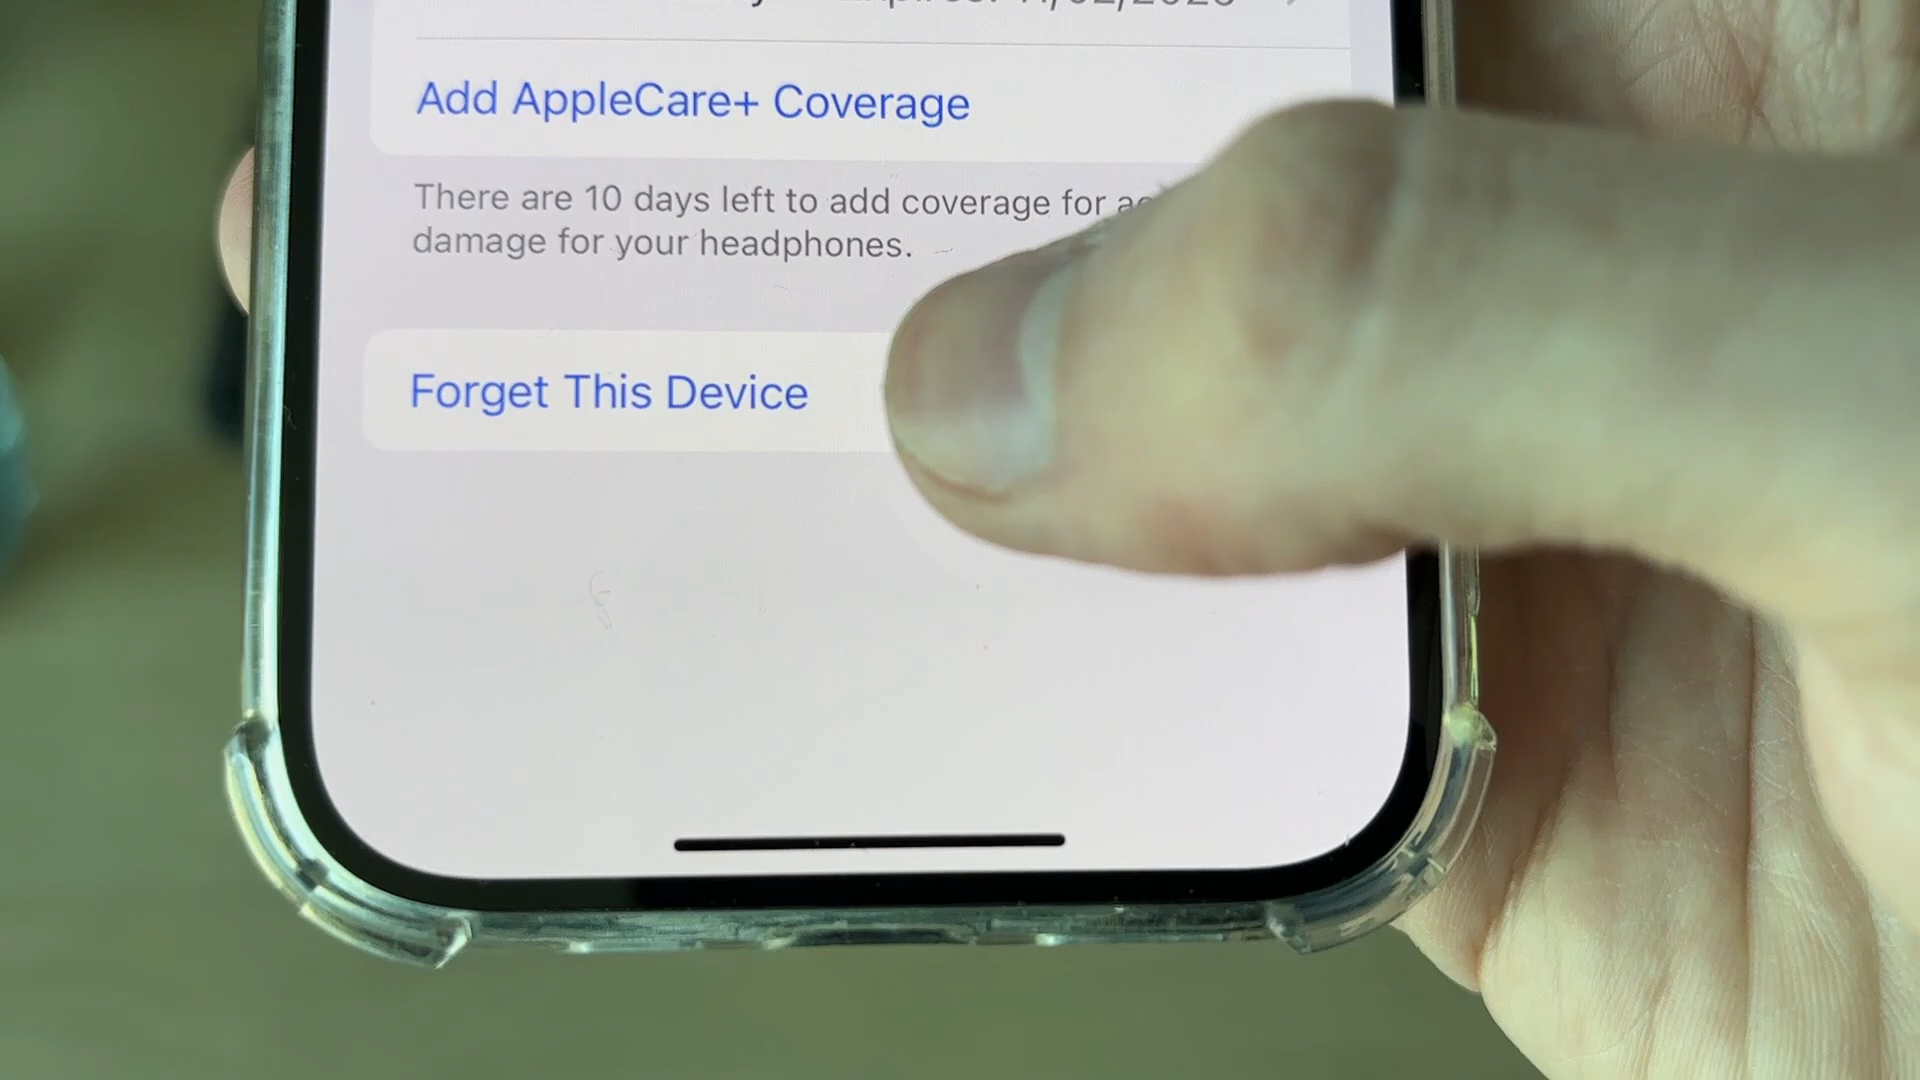 Add AppleCare+ Coverage
There are 10 days left to add coverage for
damage for your headphones.
Forget This Device